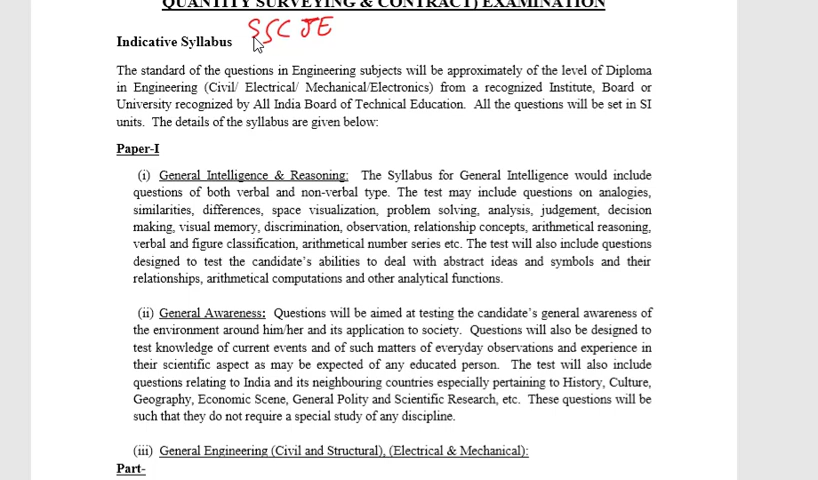 QUANTITY SURVEYING & CONTRACT) EXAMINATION
SSC JE
Indicative Syllabus
The standard of the questions in Engineering subjects will be approximately of the level of Diploma
in Engineering (Civil/ Electrical/ Mechanical/Electronics) from a recognized Institute, Board or
University recognized by All India Board of Technical Education. All the questions will be set in SI
units. The details of the syllabus are given below:
Paper-I
(i) General Intelligence & Reasoning: The Syllabus for General Intelligence would include
questions of both verbal and non-verbal type. The test may include questions on analogies,
similarities, differences, space visualization, problem solving, analysis, judgement, decision
making, visual memory, discrimination, observation, relationship concepts, arithmetical reasoning,
verbal and figure classification, arithmetical number series etc. The test will also include questions
designed to test the candidate's abilities to deal with abstract ideas and symbols and their
relationships, arithmetical computations and other analytical functions.
(ii) General Awareness: Questions will be aimed at testing the candidate's general awareness of
the environment around him/her and its application to society. Questions will also be designed to
test knowledge of current events and of such matters of everyday observations and experience in
their scientific aspect as may be expected of any educated person. The test will also include
questions relating to India and its neighbouring countries especially pertaining to History, Culture,
Geography, Economic Scene, General Polity and Scientific Research, etc. These questions will be
such that they do not require a special study of any discipline.
(iii) General Engineering (Civil and Structural), (Electrical & Mechanical):
Part-